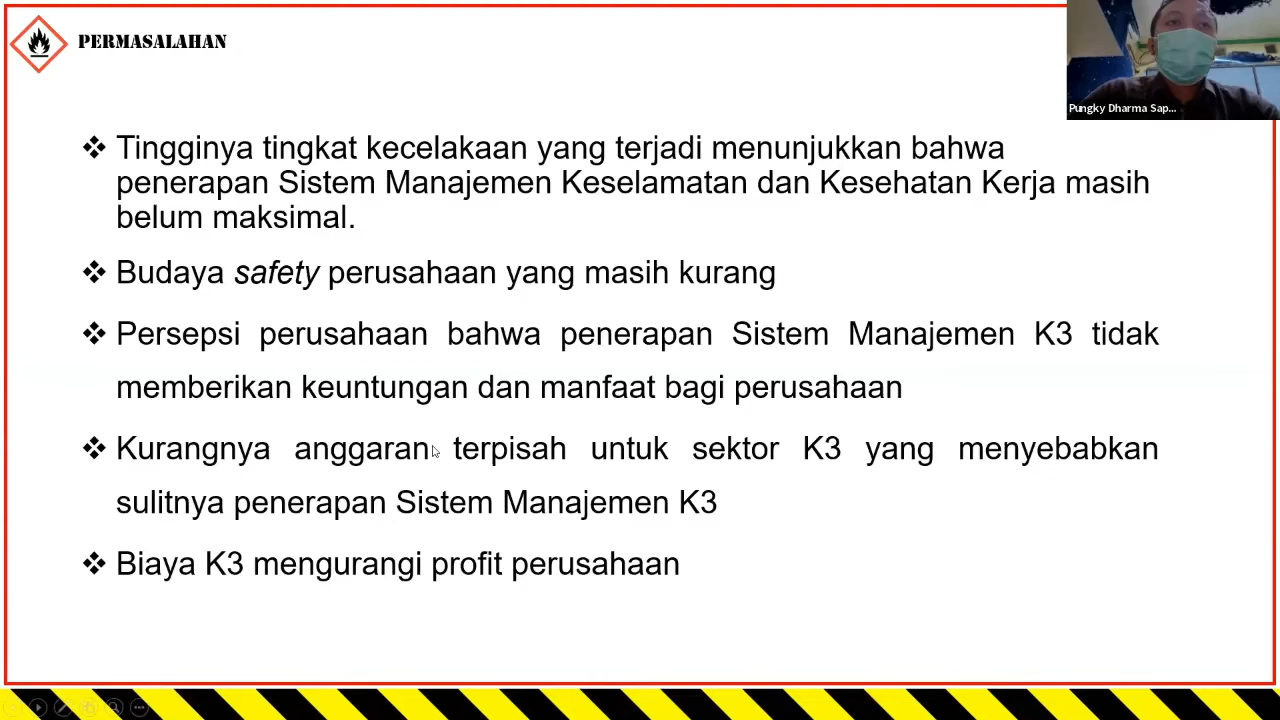 PERMASALAHAN
Pungky Dharma Sap...
❖ Tingginya tingkat kecelakaan yang terjadi menunjukkan bahwa
penerapan Sistem Manajemen Keselamatan dan Kesehatan Kerja masih
belum maksimal.
❖ Budaya safety perusahaan yang masih kurang
❖ Persepsi perusahaan bahwa penerapan Sistem Manajemen K3 tidak
memberikan keuntungan dan manfaat bagi perusahaan
❖ Kurangnya anggaran terpisah untuk sektor K3 yang menyebabkan
sulitnya penerapan Sistem Manajemen K3
❖ Biaya K3 mengurangi profit perusahaan